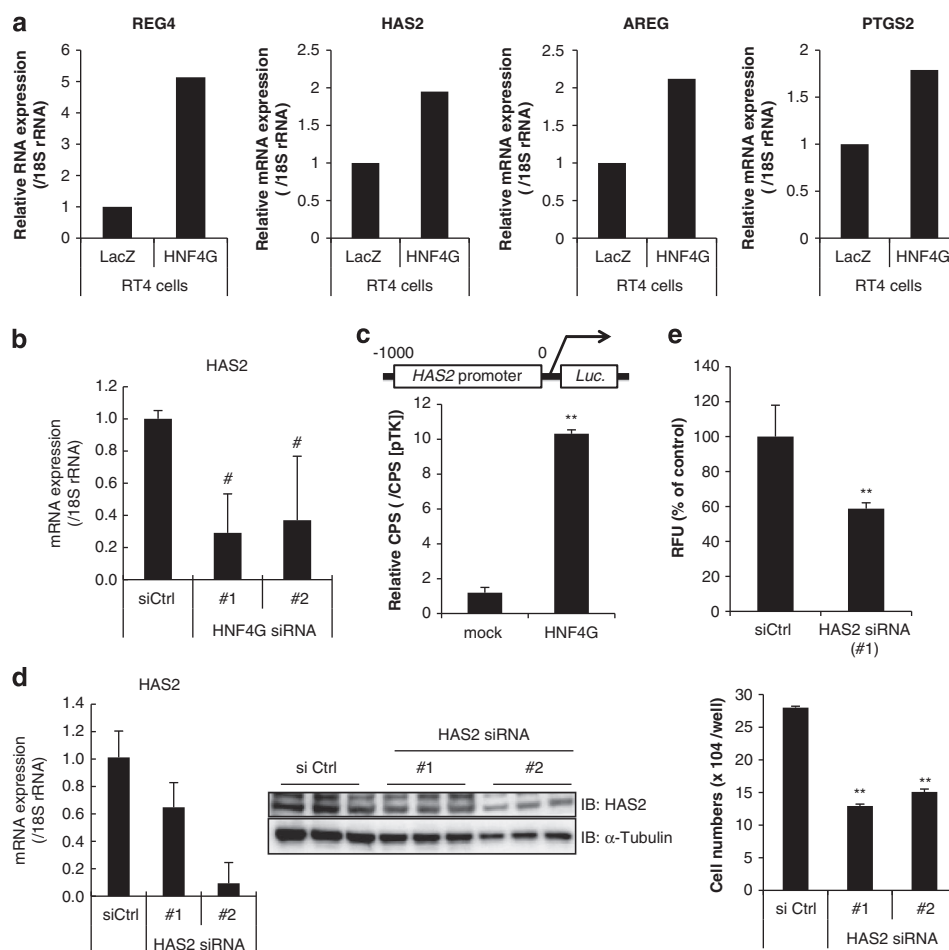 a
REG4
Relative RNA expression
(/18S rRNA)
6
5
4
3
2
1
0
LacZ HNF4G
RT4 cells
HAS2
Relative mRNA expression
( /18S rRNA)
2.5
2
1.5
1
0.5
0
LacZ HNF4G
RT4 cells
AREG
Relative mRNA expression
( /18S rRNA)
2.5
2
1.5
1
0.5
0
LacZ HNF4G
RT4 cells
PTGS2
Relative mRNA expression
( /18S rRNA)
2
1.5
1
0.5
0
LacZ HNF4G
RT4 cells
b
HAS2
mRNA expression
(/18S rRNA)
1.2
1.0
0.8
0.6
0.4
0.2
0.0
# #
siCtrl #1 #2
HNF4G siRNA
c
-1000 0
HAS2 promoter Luc.
Relative CPS ( /CPS [pTK])
12
10
8
6
4
2
0
**
mock HNF4G
e
RFU (% of control)
140
120
100
80
60
40
20
0
**
siCtrl HAS2 siRNA
(#1)
d
HAS2
mRNA expression
(/18S rRNA)
1.4
1.2
1.0
0.8
0.6
0.4
0.2
0.0
siCtrl #1 #2
HAS2 siRNA
HAS2 siRNA
si Ctrl #1 #2
IB: HAS2
IB: α-Tubulin
Cell numbers (x 104 /well)
30
25
20
15
10
5
0
** **
si Ctrl #1 #2
HAS2 siRNA